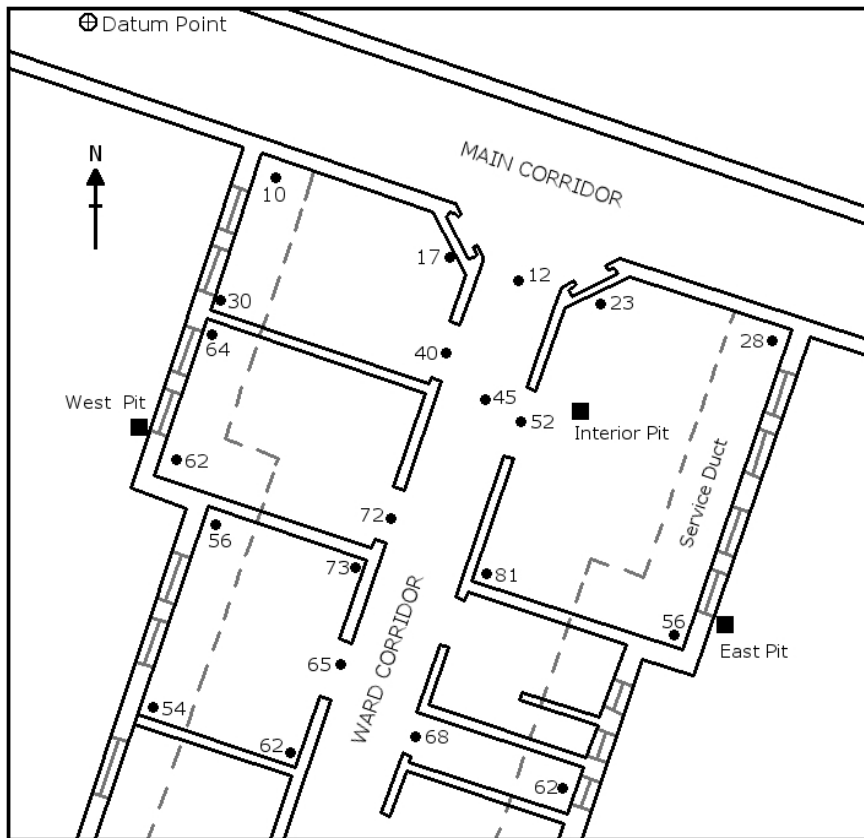 Datum Point
MAIN CORRIDOR
N
10
17
12
30
23
64
28
40
45
West Pit
52
Interior Pit
62
Service Duct
72
56
73
81
56
East Pit
65
WARD CORRIDOR
54
62
68
62